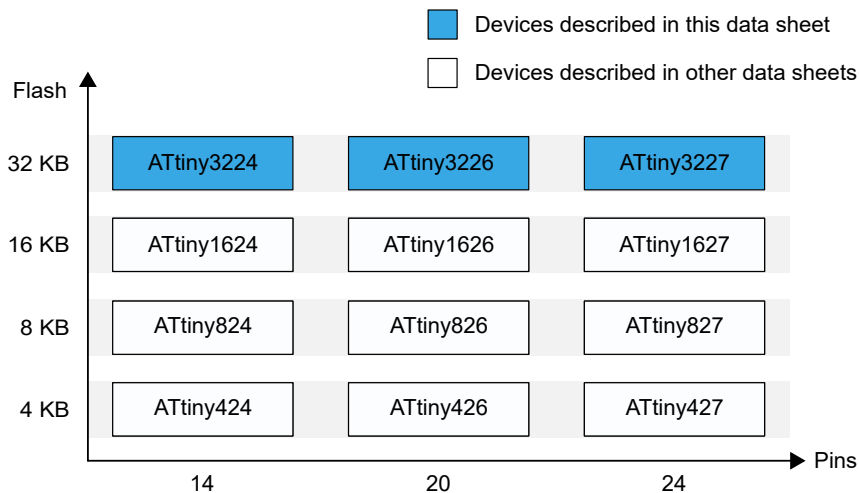 Devices described in this data sheet
Devices described in other data sheets
Flash
32 KB ATtiny3224 ATtiny3226 ATtiny3227
16 KB ATtiny1624 ATtiny1626 ATtiny1627
8 KB ATtiny824 ATtiny826 ATtiny827
4 KB ATtiny424 ATtiny426 ATtiny427
Pins
14 20 24